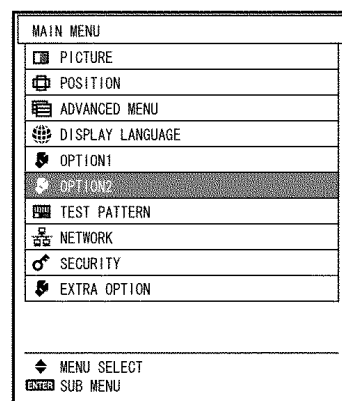 MAIN MENU
PICTURE
POSITION
ADVANCED MENU
DISPLAY LANGUAGE
OPTION1
OPTION2
TEST PATTERN
NETWORK
SECURITY
EXTRA OPTION
MENU SELECT
ENTER SUB MENU